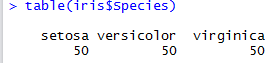 > table(iris$Species)
setosa versicolor virginica
50 50 50